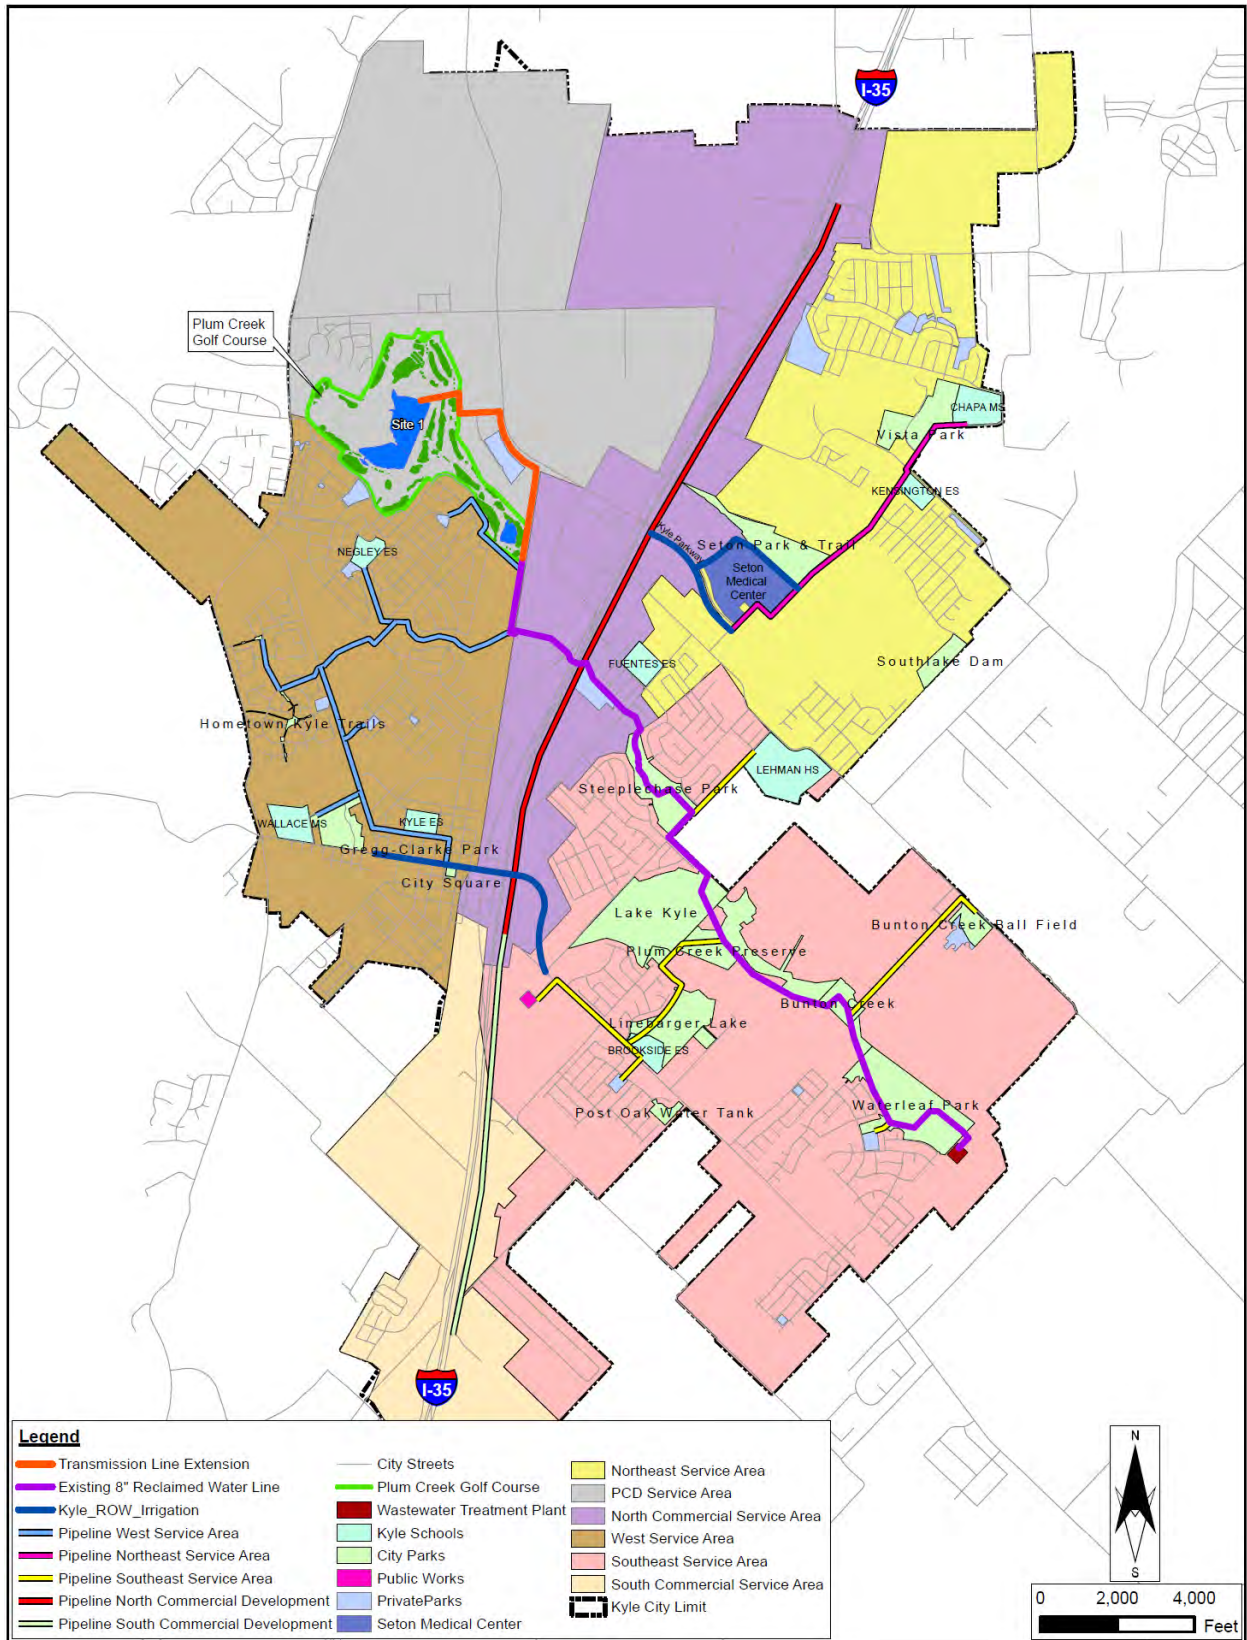 I-35
Plum Creek
Golf Course
Site 1
CHAPA MS
Vista Park
KENSINGTON ES
Kyle Parkway
Seton Park & Trail
Seton
Medical
Center
NEGLEY ES
FUENTES ES
Southlake Dam
Hometown Kyle Trails
LEHMAN HS
Steeplechase Park
WALLACE MS
KYLE ES
Gregg-Clarke Park
City Square
Lake Kyle
Bunton Creek Ball Field
Plum Creek Preserve
Bunton Creek
Linebarger Lake
BROOKSIDE ES
Waterleaf Park
Post Oak Water Tank
I-35
Legend
Transmission Line Extension
Existing 8" Reclaimed Water Line
Kyle_ROW_Irrigation
Pipeline West Service Area
Pipeline Northeast Service Area
Pipeline Southeast Service Area
Pipeline North Commercial Development
Pipeline South Commercial Development
City Streets
Plum Creek Golf Course
Wastewater Treatment Plant
Kyle Schools
City Parks
Public Works
PrivateParks
Seton Medical Center
Northeast Service Area
PCD Service Area
North Commercial Service Area
West Service Area
Southeast Service Area
South Commercial Service Area
Kyle City Limit
N
S
0 2,000 4,000
Feet